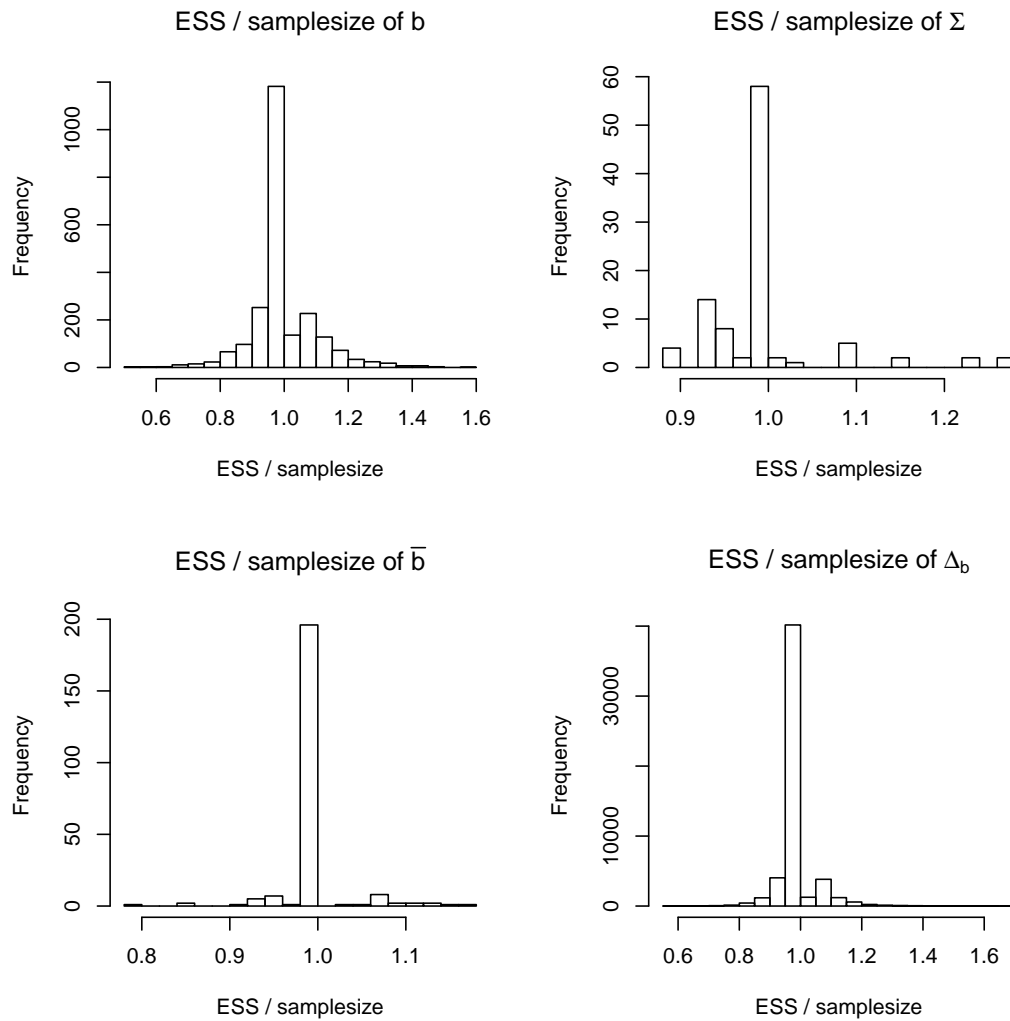 ESS / samplesize of b
Frequency
0
200
600
1000
0.6 0.8 1.0 1.2 1.4 1.6
ESS / samplesize
ESS / samplesize of Σ
Frequency
0
10
20
30
40
50
60
0.9 1.0 1.1 1.2
ESS / samplesize
ESS / samplesize of b̅
Frequency
0
50
100
150
200
0.8 0.9 1.0 1.1
ESS / samplesize
ESS / samplesize of Δb
Frequency
0
10000
30000
0.6 0.8 1.0 1.2 1.4 1.6
ESS / samplesize